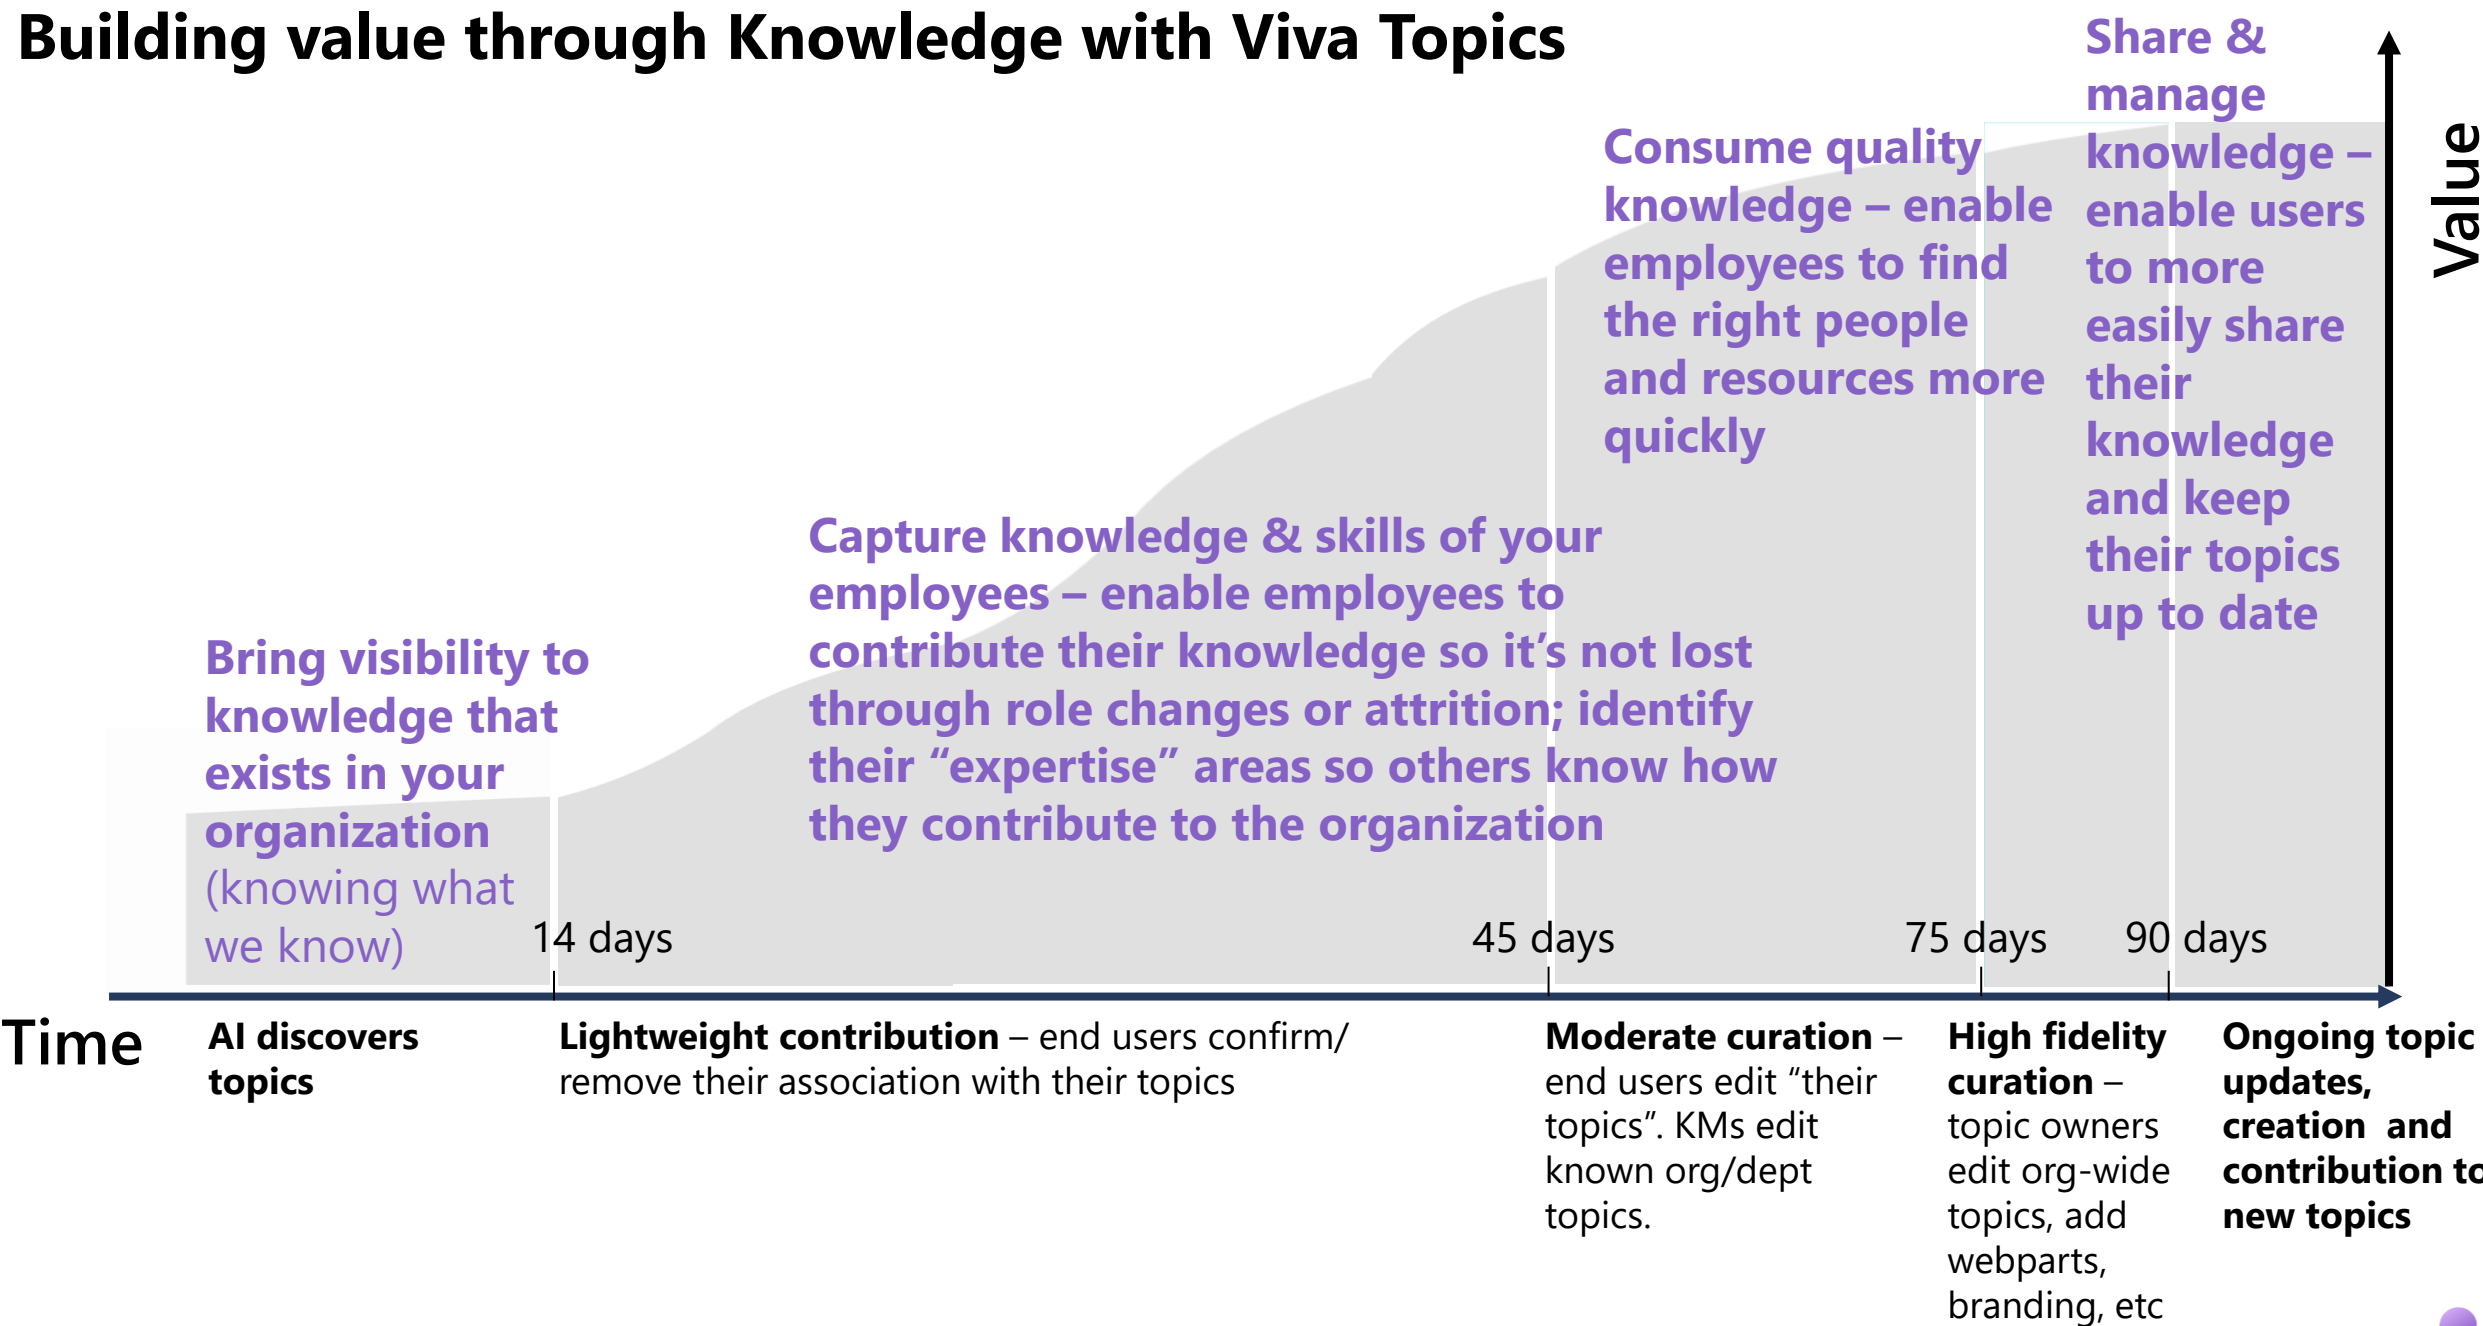 Building value through Knowledge with Viva Topics
Share &
manage
knowledge –
enable users
to more
easily share
their
knowledge
and keep
their topics
up to date
Value
Consume quality
knowledge – enable
employees to find
the right people
and resources more
quickly
Capture knowledge & skills of your
employees – enable employees to
contribute their knowledge so it’s not lost
through role changes or attrition; identify
their “expertise” areas so others know how
they contribute to the organization
Bring visibility to
knowledge that
exists in your
organization
(knowing what
we know)
14 days
45 days
75 days
90 days
Time
AI discovers
topics
Lightweight contribution – end users confirm/
remove their association with their topics
Moderate curation –
end users edit “their
topics”. KMs edit
known org/dept
topics.
High fidelity
curation –
topic owners
edit org-wide
topics, add
webparts,
branding, etc
Ongoing topic
updates,
creation  and
contribution to
new topics